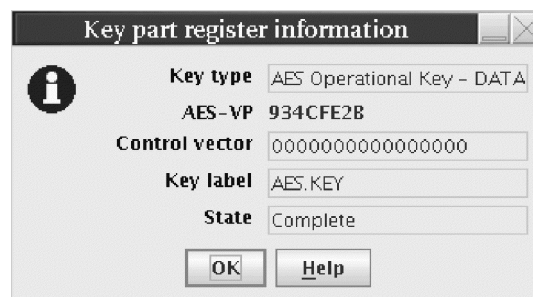 Key part register information
Key type AES Operational Key – DATA
AES-VP 934CFE2B
Control vector 0000000000000000
Key label AES.KEY
State Complete
OK Help